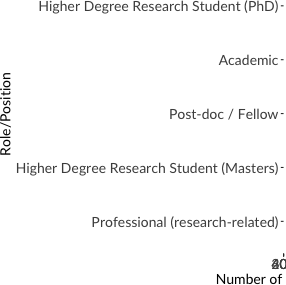 Higher Degree Research Student (PhD)
Academic
Post-doc / Fellow
Higher Degree Research Student (Masters)
Professional (research-related)
Role/Position
Number of